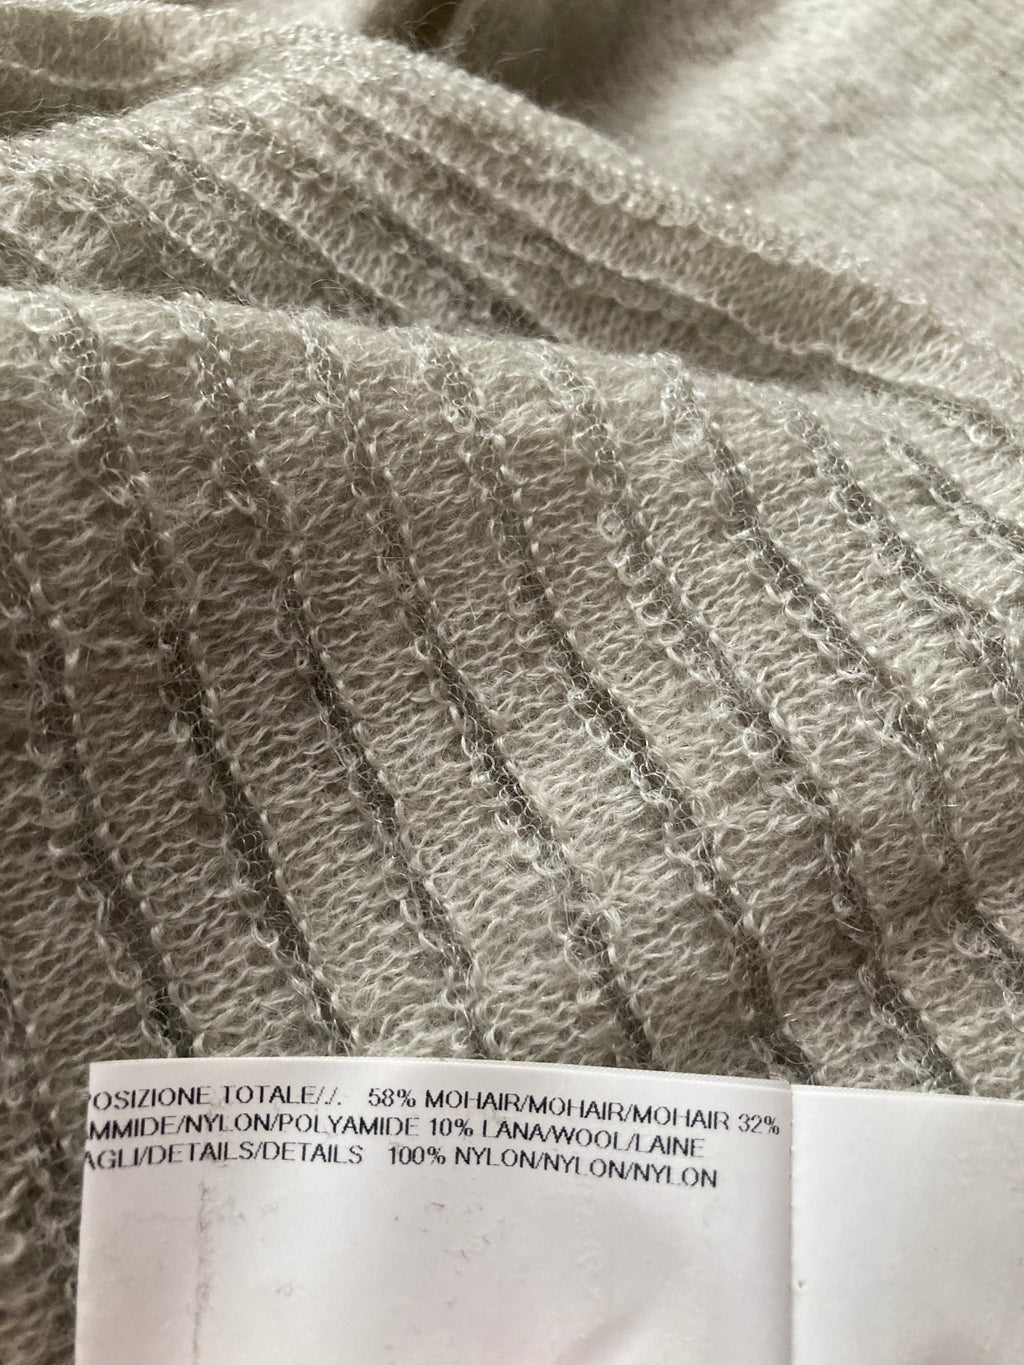 POSIZIONE TOTALE/./. 58% MOHAIR/MOHAIR/MOHAIR 32%
MMIDE/NYLON/POLYAMIDE 10% LANA/WOOL/LAINE
AGLI/DETAILS/DETAILS 100% NYLON/NYLON/NYLON